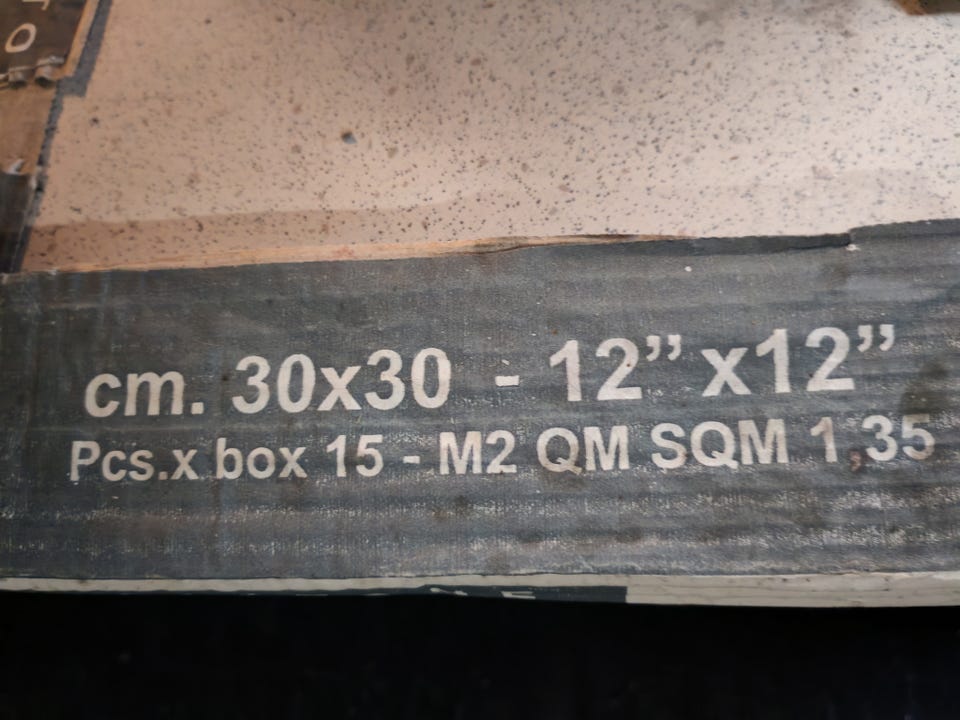 cm. 30x30 - 12” x12”
Pcs.x box 15 - M2 QM SQM 1,35